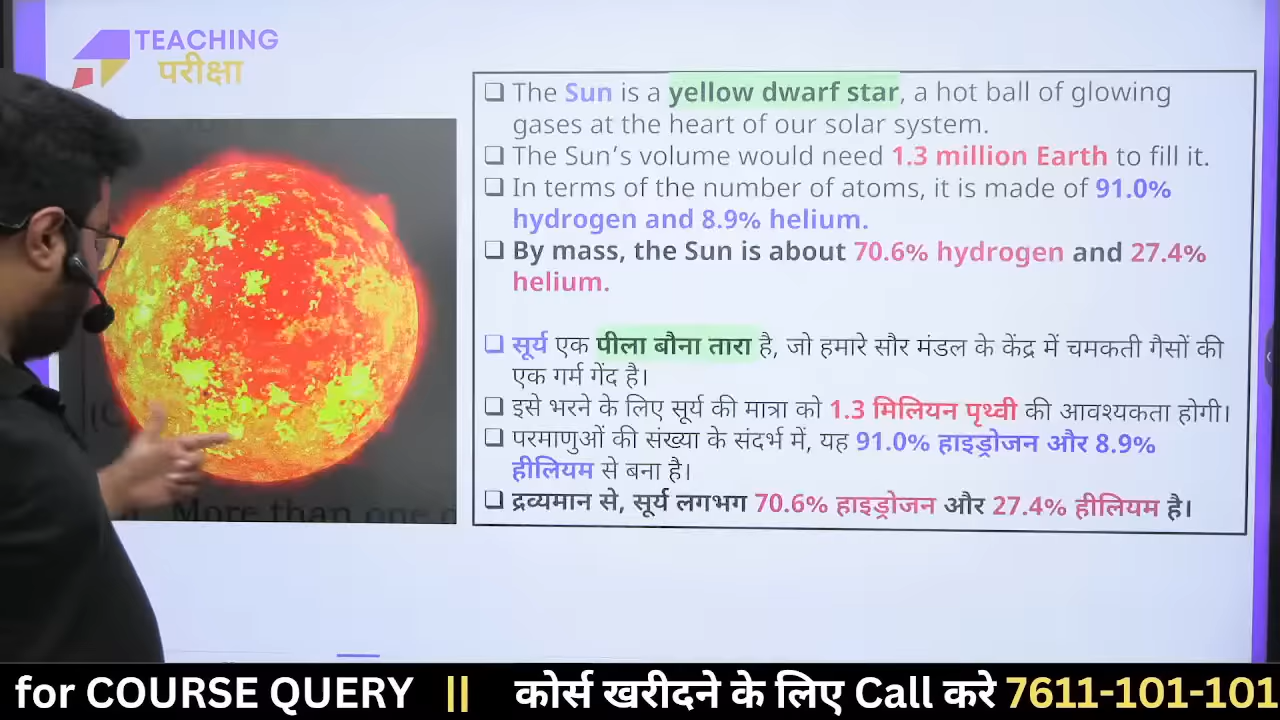 TEACHING
परीक्षा
❑ The Sun is a yellow dwarf star, a hot ball of glowing
gases at the heart of our solar system.
❑ The Sun's volume would need 1.3 million Earth to fill it.
❑ In terms of the number of atoms, it is made of 91.0%
hydrogen and 8.9% helium.
❑ By mass, the Sun is about 70.6% hydrogen and 27.4%
helium.
❑ सूर्य एक पीला बौना तारा है, जो हमारे सौर मंडल के केंद्र में चमकती गैसों की
एक गर्म गेंद है।
❑ इसे भरने के लिए सूर्य की मात्रा को 1.3 मिलियन पृथ्वी की आवश्यकता होगी।
❑ परमाणुओं की संख्या के संदर्भ में, यह 91.0% हाइड्रोजन और 8.9%
हीलियम से बना है।
❑ द्रव्यमान से, सूर्य लगभग 70.6% हाइड्रोजन और 27.4% हीलियम है।
More than one
for COURSE QUERY || कोर्स खरीदने के लिए Call करे 7611-101-101